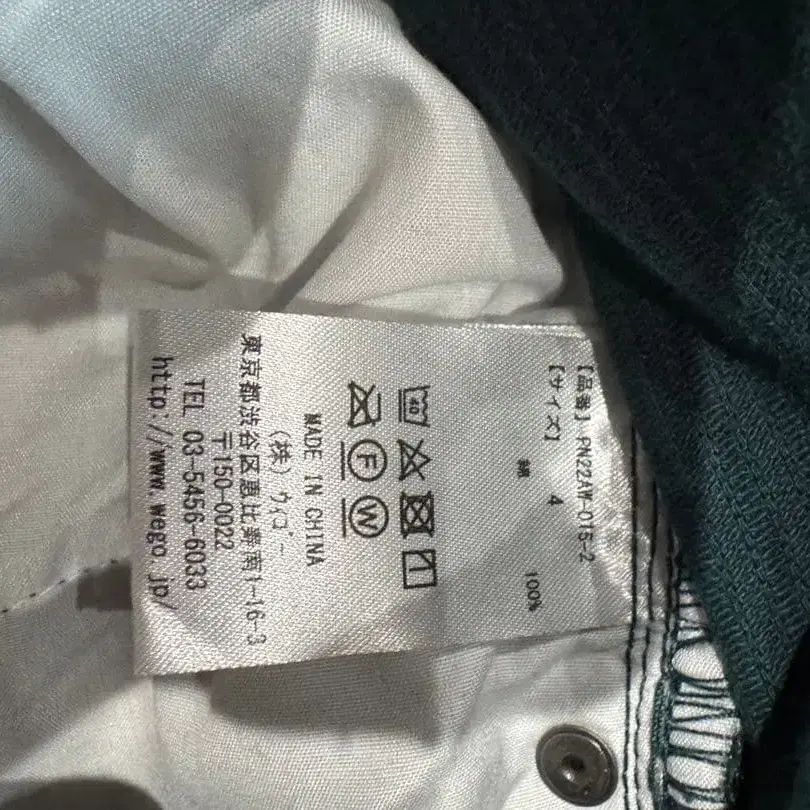 【品番】PN22AW-015-2
【サイズ】 4
綿 100%
40
F W
MADE IN CHINA
(株)ウィゴー
〒150-0022
東京都渋谷区恵比寿南1-16-3
TEL 03-5456-6033
http://www.wego.jp/